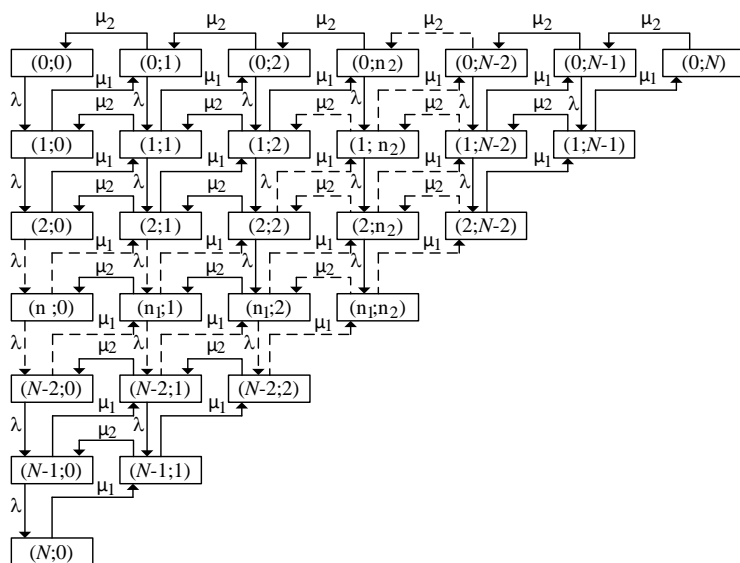 μ2 μ2 μ2 μ2 μ2 μ2
(0;0) (0;1) (0;2) (0;n2) (0;N-2) (0;N-1) (0;N)
λ μ1 λ μ1 λ μ1 λ μ1 λ μ1 λ μ1
μ2 μ2 μ2 μ2 μ2
(1;0) (1;1) (1;2) (1; n2) (1;N-2) (1;N-1)
λ μ1 λ μ1 λ μ1 λ μ1 λ μ1
μ2 μ2 μ2 μ2
(2;0) (2;1) (2;2) (2;n2) (2;N-2)
λ μ1 λ μ1 λ μ1 λ μ1
μ2 μ2 μ2
(n ;0) (n1;1) (n1;2) (n1;n2)
λ μ1 λ μ1 λ μ1
μ2 μ2
(N-2;0) (N-2;1) (N-2;2)
λ μ1 λ μ1
μ2
(N-1;0) (N-1;1)
λ μ1
(N;0)